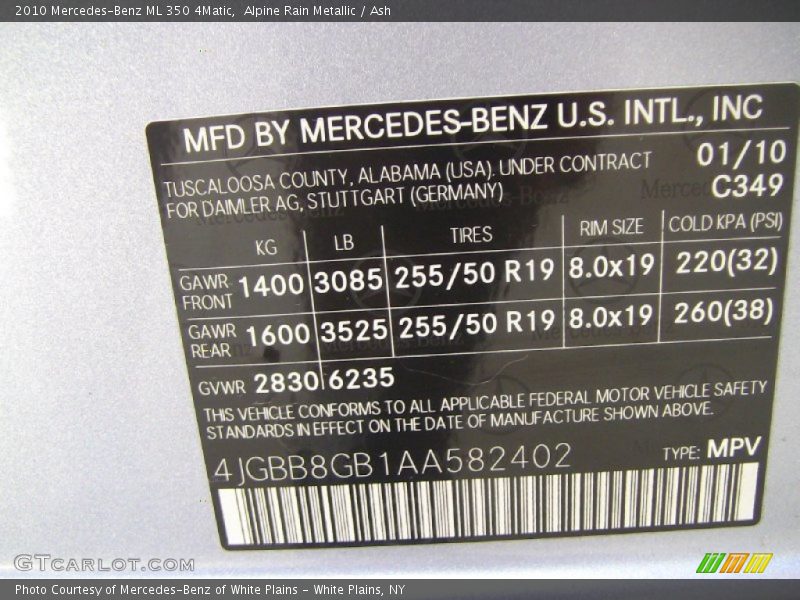 2010 Mercedes-Benz ML 350 4Matic, Alpine Rain Metallic / Ash
MFD BY MERCEDES-BENZ U.S. INTL., INC
TUSCALOOSA COUNTY, ALABAMA (USA). UNDER CONTRACT 01/10
FOR DAIMLER AG, STUTTGART (GERMANY) C349
KG LB TIRES RIM SIZE COLD KPA (PSI)
GAWR FRONT 1400 3085 255/50 R19 8.0x19 220(32)
GAWR REAR 1600 3525 255/50 R19 8.0x19 260(38)
GVWR 2830 6235
THIS VEHICLE CONFORMS TO ALL APPLICABLE FEDERAL MOTOR VEHICLE SAFETY
STANDARDS IN EFFECT ON THE DATE OF MANUFACTURE SHOWN ABOVE.
4JGBB8GB1AA582402 TYPE: MPV
GTCARLOT.COM
Photo Courtesy of Mercedes-Benz of White Plains - White Plains, NY